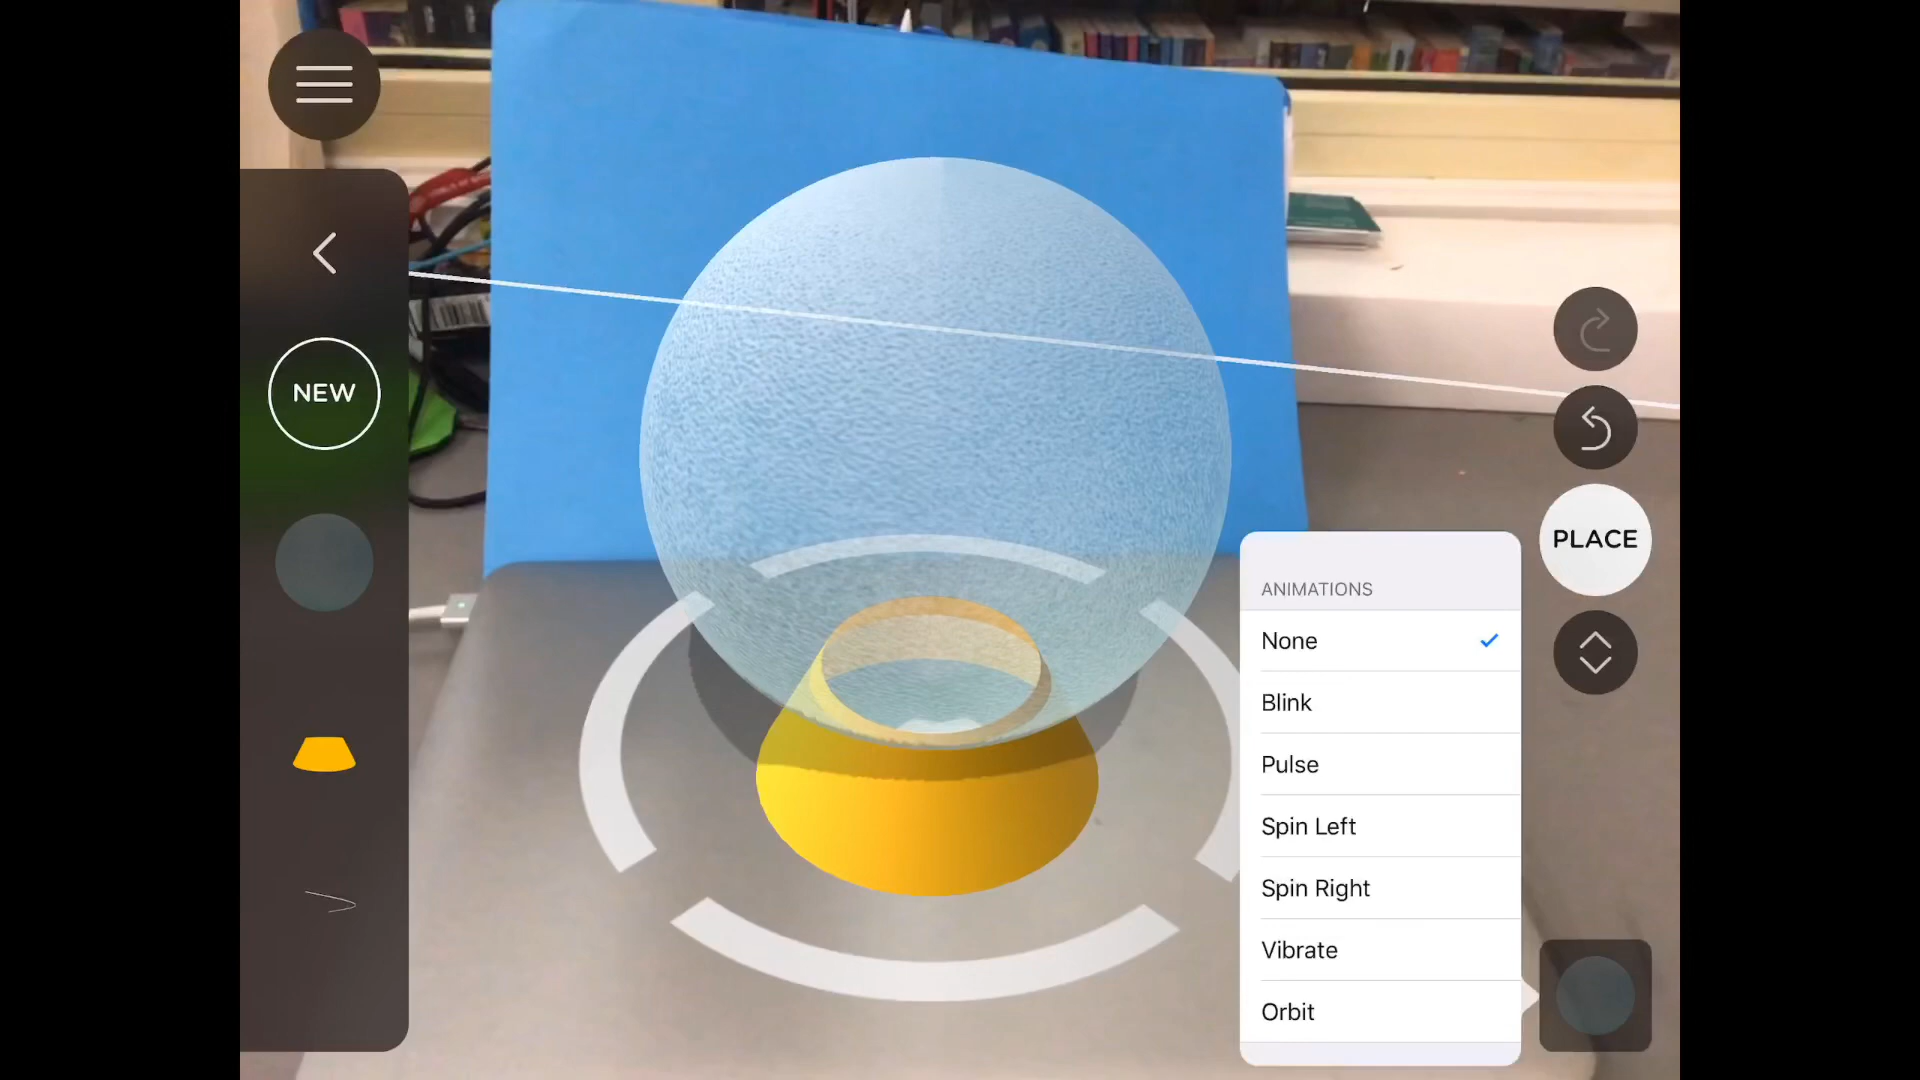 NEW
PLACE
ANIMATIONS
None
Blink
Pulse
Spin Left
Spin Right
Vibrate
Orbit